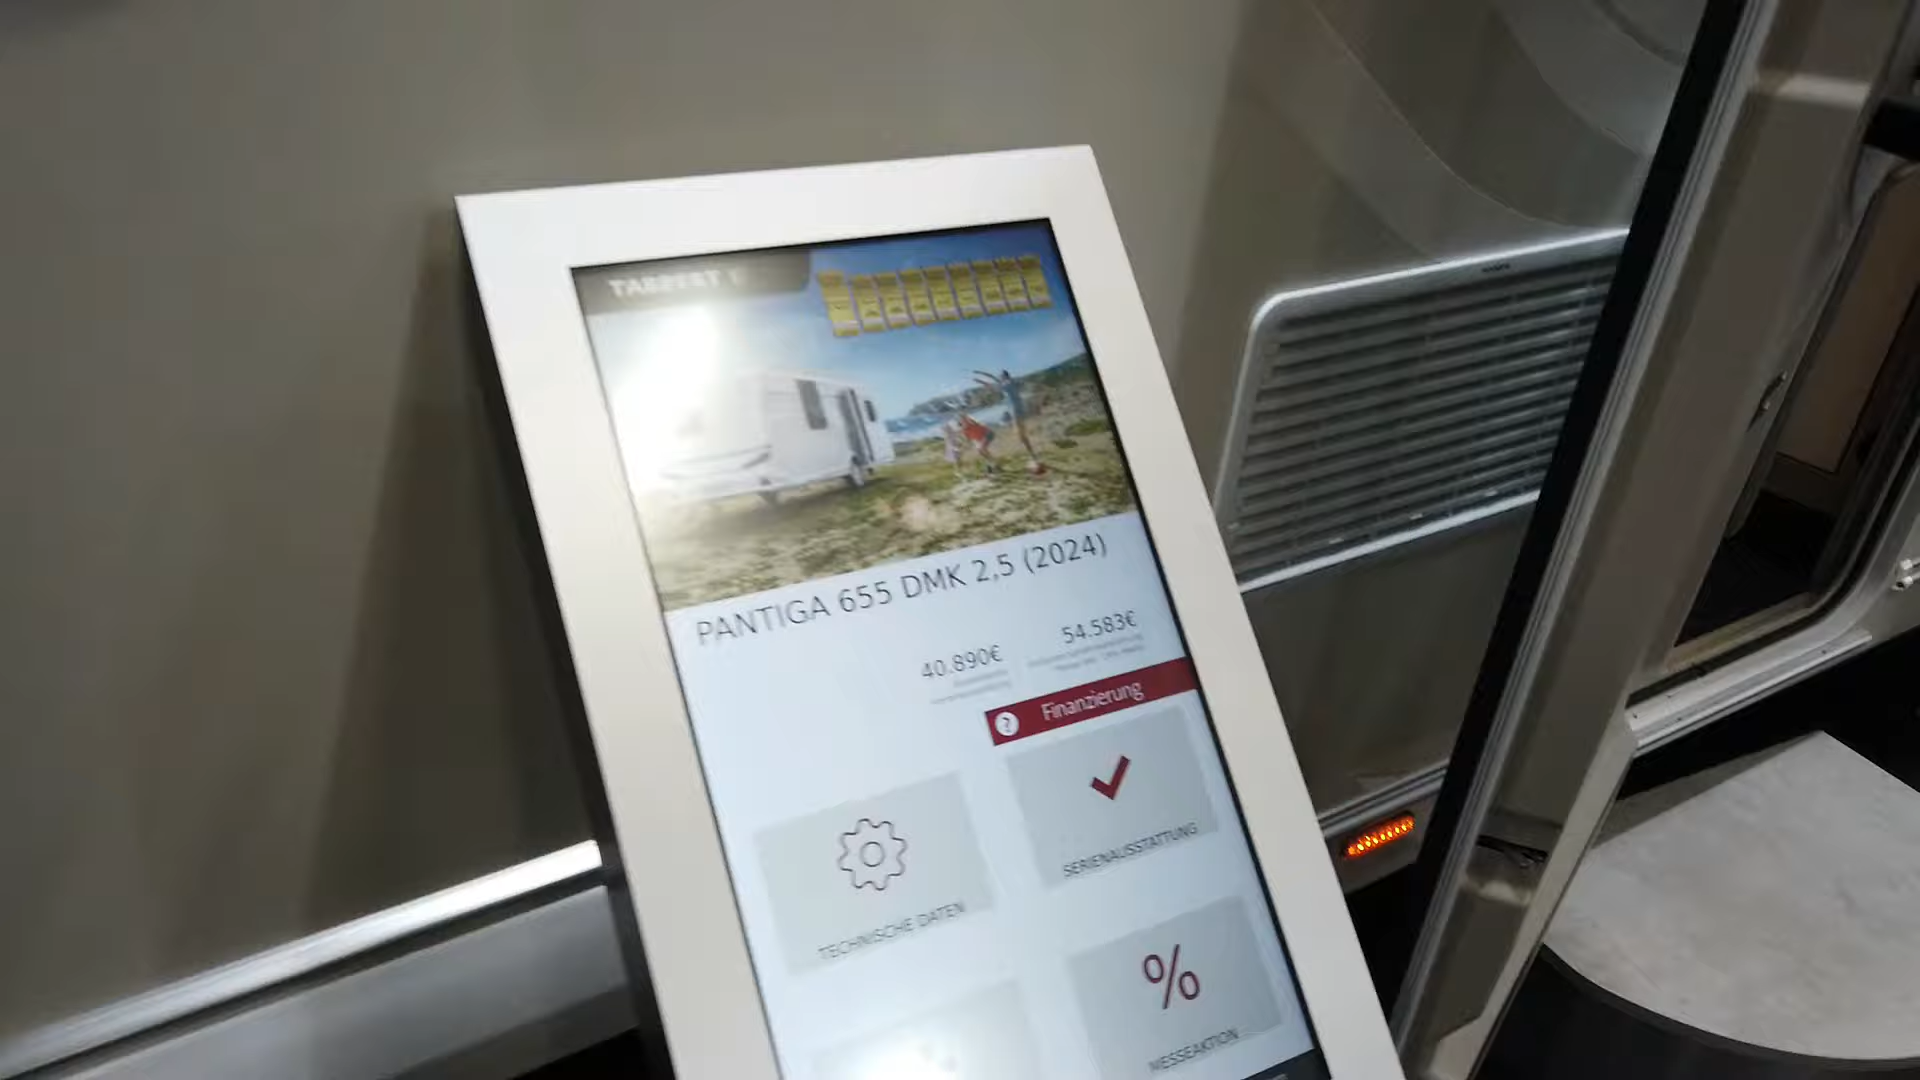 TABBERT
PANTIGA 655 DMK 2,5 (2024)
40.890€
54.583€
? Finanzierung
SERIENAUSSTATTUNG
TECHNISCHE DATEN
%
MESSEAKTION